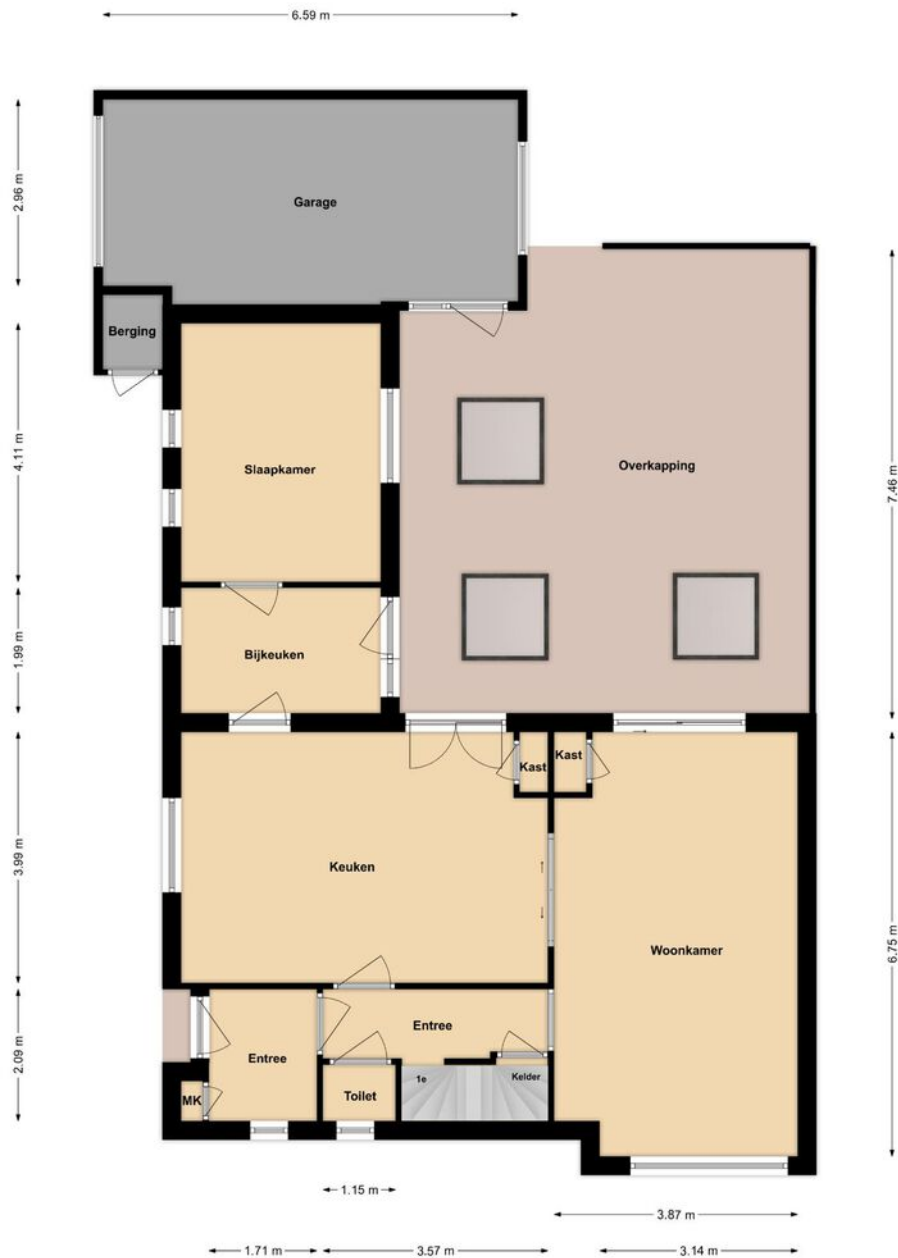 6.59 m
2.96 m
Garage
Berging
4.11 m
Slaapkamer
Overkapping
7.46 m
1.99 m
Bijkeuken
Kast
Kast
3.99 m
Keuken
Woonkamer
6.75 m
2.09 m
Entree
Entree
1e
Kelder
MK
Toilet
1.15 m
3.87 m
1.71 m
3.57 m
3.14 m